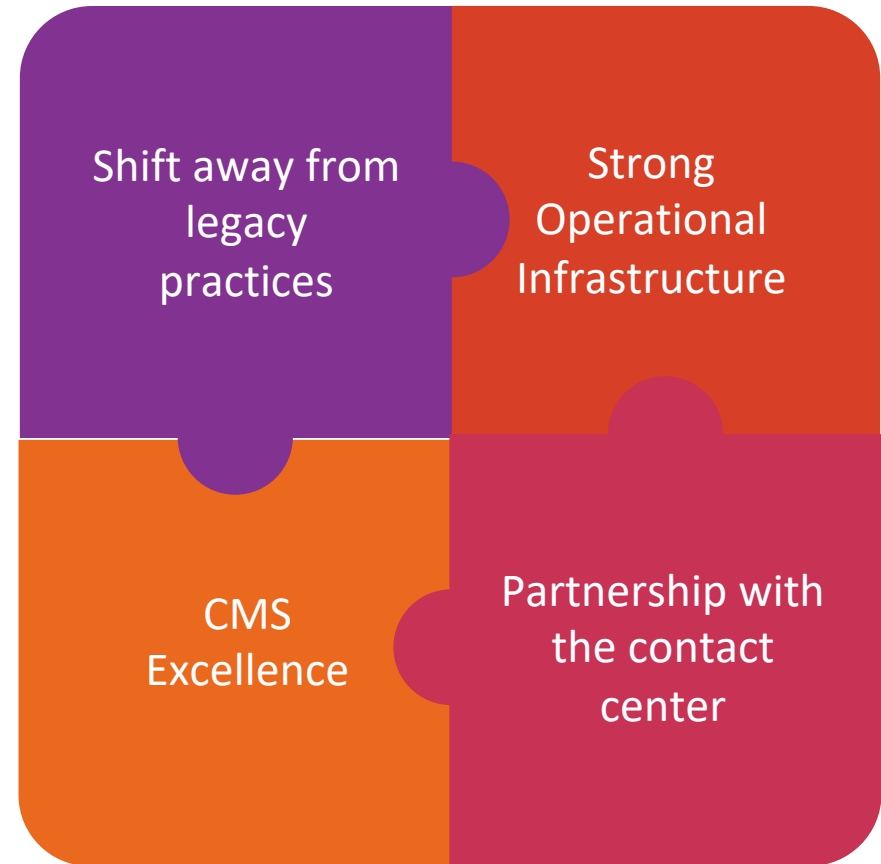 Shift away from
legacy
practices
Strong
Operational
Infrastructure
CMS
Excellence
Partnership with
the contact
center